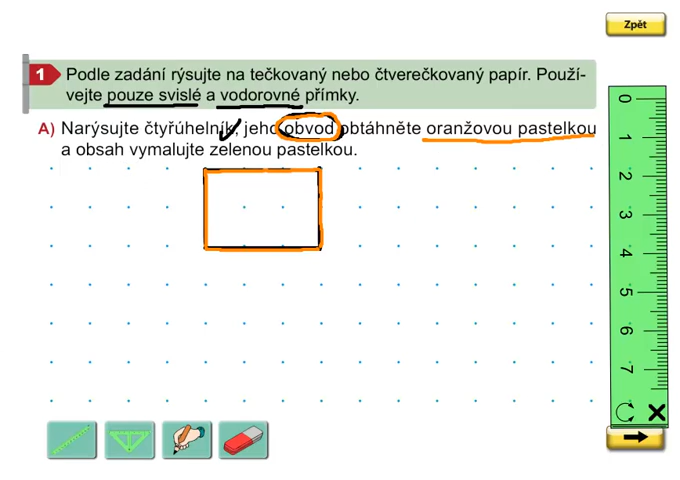 Zpět
1 Podle zadání rýsujte na tečkovaný nebo čtverečkovaný papír. Použí-
vejte pouze svislé a vodorovné přímky.
A) Narýsujte čtyřúhelník, jeho obvod obtáhněte oranžovou pastelkou
a obsah vymalujte zelenou pastelkou.
0
1
2
3
4
5
6
7